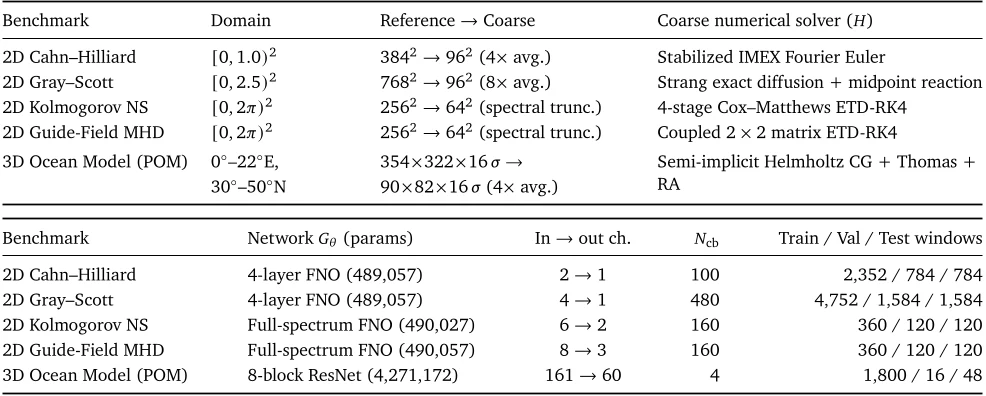 Benchmark Domain Reference → Coarse Coarse numerical solver (H)
2D Cahn–Hilliard [0, 1.0)² 384² → 96² (4× avg.) Stabilized IMEX Fourier Euler
2D Gray–Scott [0, 2.5)² 768² → 96² (8× avg.) Strang exact diffusion + midpoint reaction
2D Kolmogorov NS [0, 2π)² 256² → 64² (spectral trunc.) 4-stage Cox–Matthews ETD-RK4
2D Guide-Field MHD [0, 2π)² 256² → 64² (spectral trunc.) Coupled 2 × 2 matrix ETD-RK4
3D Ocean Model (POM) 0°–22°E, 354×322×16 σ → Semi-implicit Helmholtz CG + Thomas +
30°–50°N 90×82×16 σ (4× avg.) RA
Benchmark Network Gθ (params) In → out ch. Ncb Train / Val / Test windows
2D Cahn–Hilliard 4-layer FNO (489,057) 2 → 1 100 2,352 / 784 / 784
2D Gray–Scott 4-layer FNO (489,057) 4 → 1 480 4,752 / 1,584 / 1,584
2D Kolmogorov NS Full-spectrum FNO (490,027) 6 → 2 160 360 / 120 / 120
2D Guide-Field MHD Full-spectrum FNO (490,057) 8 → 3 160 360 / 120 / 120
3D Ocean Model (POM) 8-block ResNet (4,271,172) 161 → 60 4 1,800 / 16 / 48